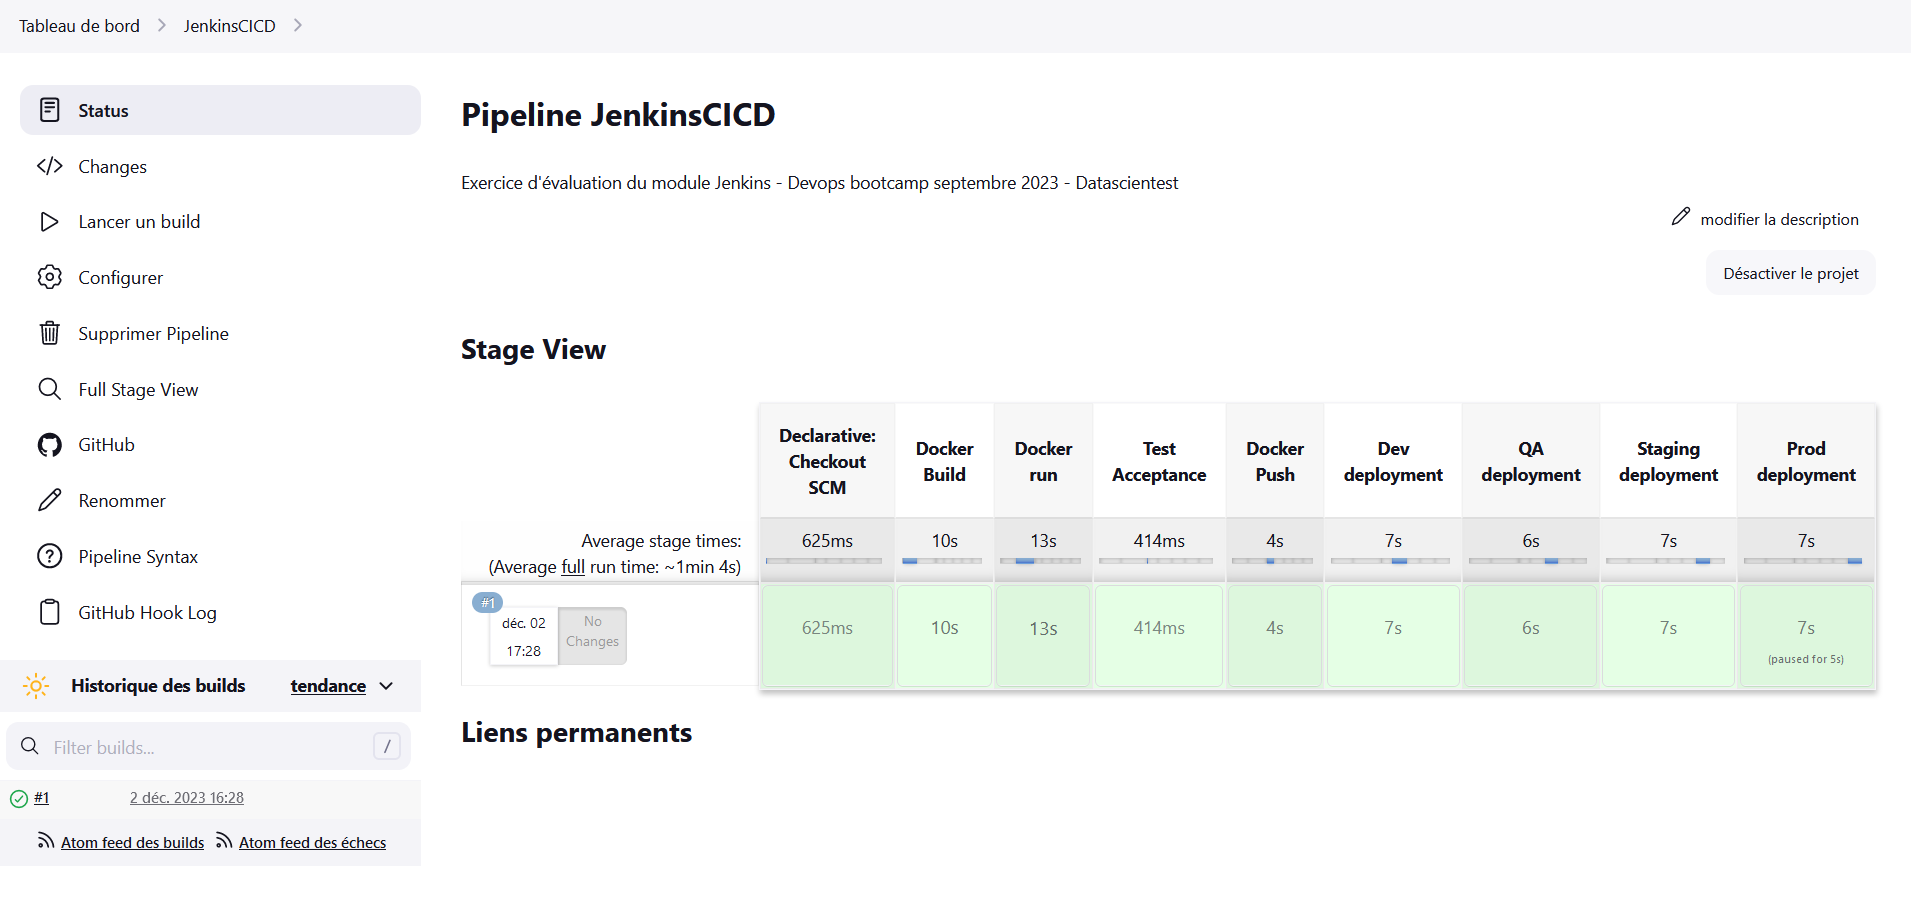 Tableau de bord
JenkinsCICD
Status
Changes
Lancer un build
Configurer
Supprimer Pipeline
Full Stage View
GitHub
Renommer
Pipeline Syntax
GitHub Hook Log
Historique des builds
tendance
Filter builds...
/
#1
2 déc. 2023 16:28
Atom feed des builds
Atom feed des échecs
Pipeline JenkinsCICD
Exercice d'évaluation du module Jenkins - Devops bootcamp septembre 2023 - Datascientest
modifier la description
Désactiver le projet
Stage View
Declarative:
Checkout
SCM
Docker
Build
Docker
run
Test
Acceptance
Docker
Push
Dev
deployment
QA
deployment
Staging
deployment
Prod
deployment
Average stage times:
(Average full run time: ~1min 4s)
625ms
10s
13s
414ms
4s
7s
6s
7s
7s
#1
déc. 02
17:28
No
Changes
625ms
10s
13s
414ms
4s
7s
6s
7s
7s
(paused for 5s)
Liens permanents